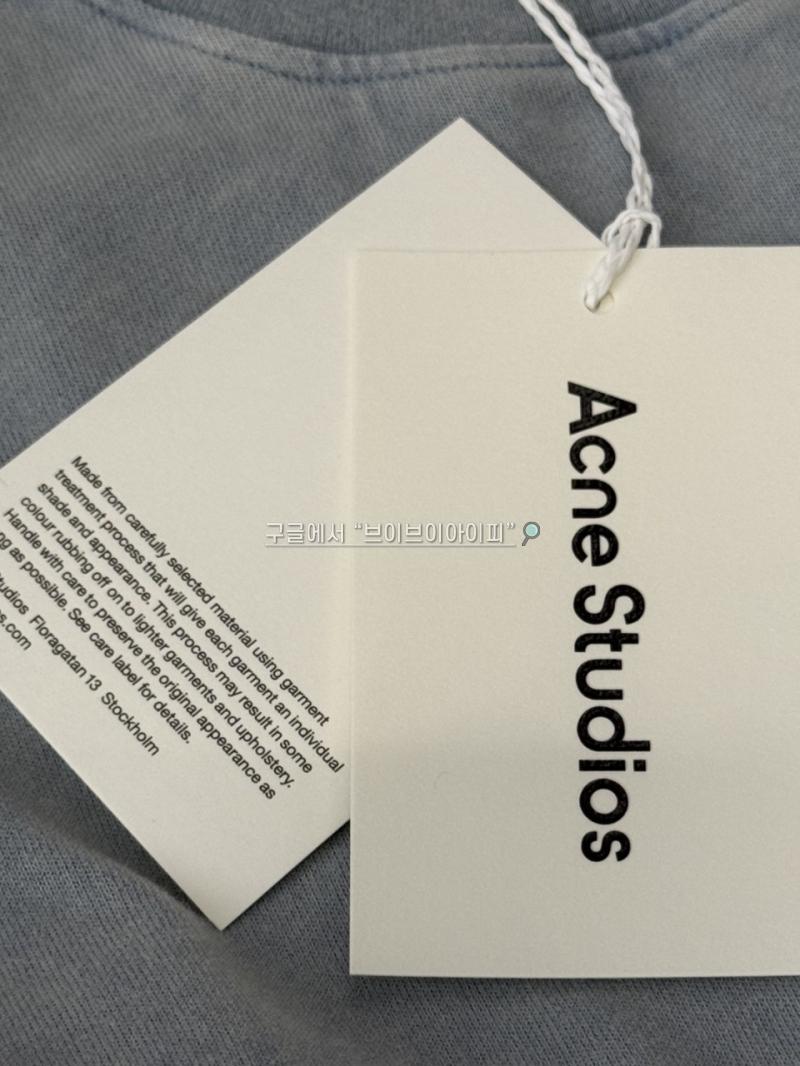 Made from carefully selected material using garment
treatment process that will give each garment an individual
shade and appearance. This process may result in some
colour rubbing off on to lighter garments and upholstery.
Handle with care to preserve the original appearance as
as possible. See care label for details.
Floragatan 13 Stockholm
구글에서 “브이브이아이피”
Acne Studios